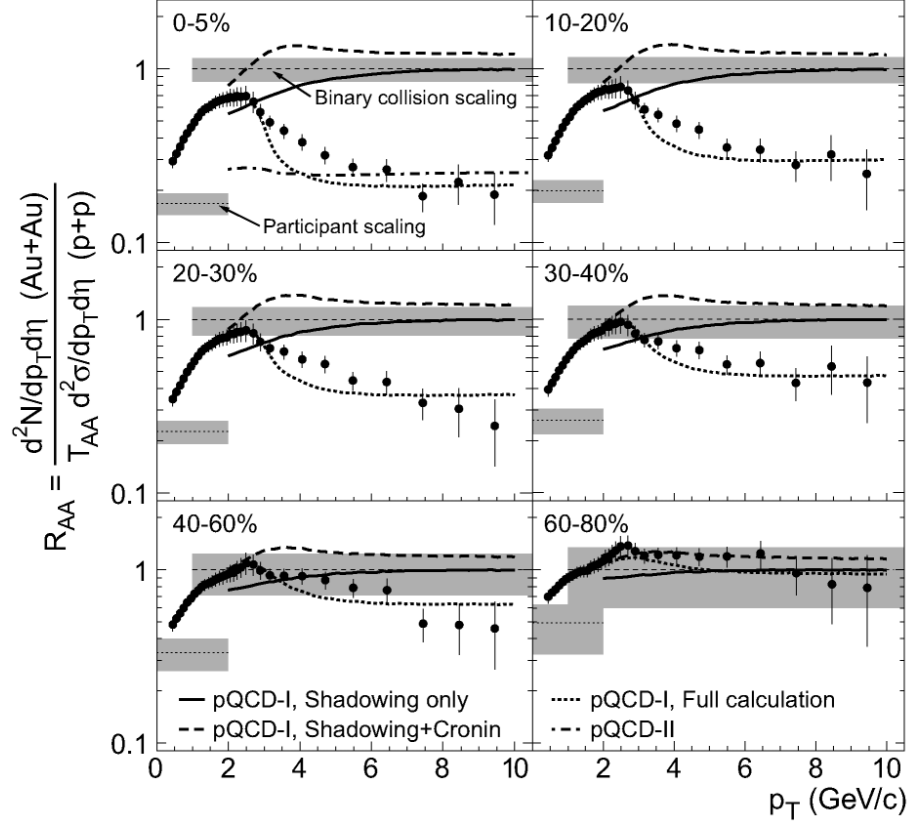 R_AA = d²N/dp_T dη (Au+Au)
T_AA d²σ/dp_T dη (p+p)
0-5%
10-20%
1
Binary collision scaling
Participant scaling
0.1
20-30%
30-40%
1
0.1
40-60%
60-80%
1
pQCD-I, Shadowing only
pQCD-I, Full calculation
pQCD-I, Shadowing+Cronin
pQCD-II
0.1
0 2 4 6 8 10
2 4 6 8 10
p_T (GeV/c)